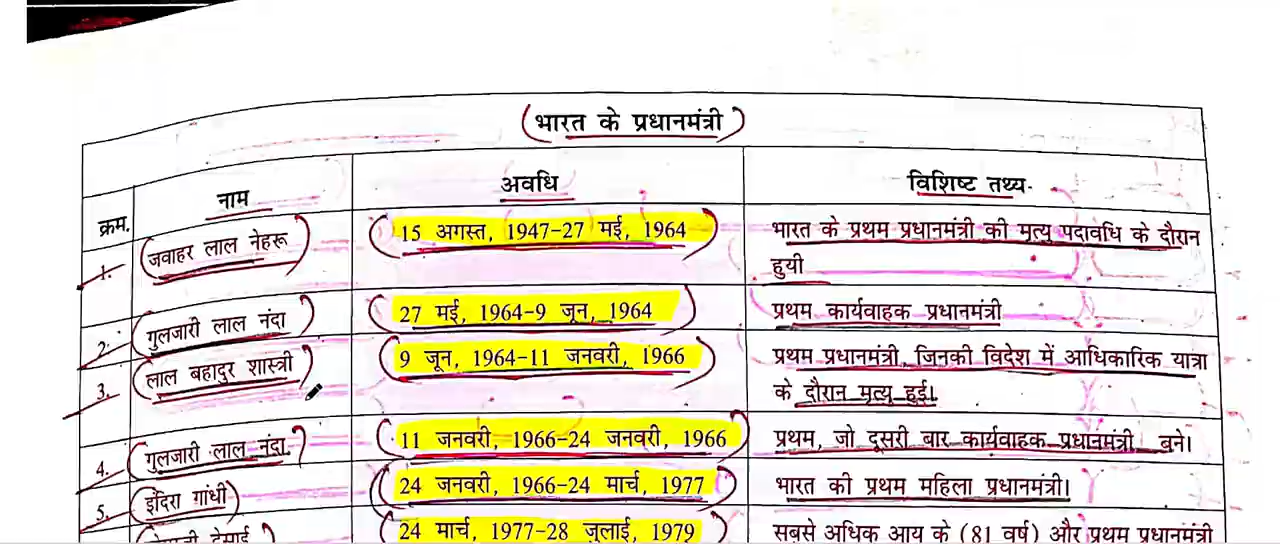 भारत के प्रधानमंत्री
क्रम. नाम अवधि विशिष्ट तथ्य
1. जवाहर लाल नेहरू 15 अगस्त, 1947-27 मई, 1964 भारत के प्रथम प्रधानमंत्री की मृत्यु पदावधि के दौरान
हुयी
2. गुलजारी लाल नंदा 27 मई, 1964-9 जून, 1964 प्रथम कार्यवाहक प्रधानमंत्री
3. लाल बहादुर शास्त्री 9 जून, 1964-11 जनवरी, 1966 प्रथम प्रधानमंत्री, जिनकी विदेश में आधिकारिक यात्रा
के दौरान मृत्यु हुई।
4. गुलजारी लाल नंदा 11 जनवरी, 1966-24 जनवरी, 1966 प्रथम, जो दूसरी बार कार्यवाहक प्रधानमंत्री बने।
5. इंदिरा गांधी 24 जनवरी, 1966-24 मार्च, 1977 भारत की प्रथम महिला प्रधानमंत्री।
देसाई 24 मार्च, 1977-28 जुलाई, 1979 सबसे अधिक आयु के (81 वर्ष) और प्रथम प्रधानमंत्री